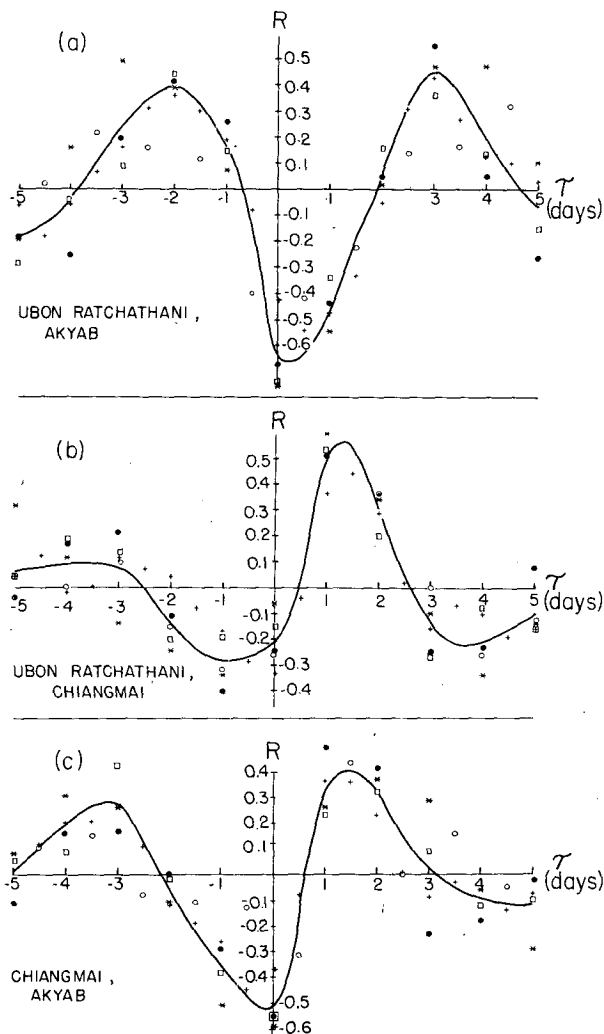 (a)
R
0.5
0.4
0.3
0.2
0.1
-5 -4 -3 -2 -1 1 2 3 4 5
τ
(days)
-0.1
-0.2
-0.3
-0.4
-0.5
-0.6
UBON RATCHATHANI,
AKYAB
(b)
R
0.5
0.4
0.3
0.2
0.1
-5 -4 -3 -2 -1 1 2 3 4 5
τ
(days)
-0.1
-0.2
-0.3
-0.4
UBON RATCHATHANI,
CHIANGMAI
(c)
R
0.4
0.3
0.2
0.1
-5 -4 -3 -2 -1 1 2 3 4 5
τ
(days)
-0.1
-0.2
-0.3
-0.4
-0.5
-0.6
CHIANGMAI,
AKYAB